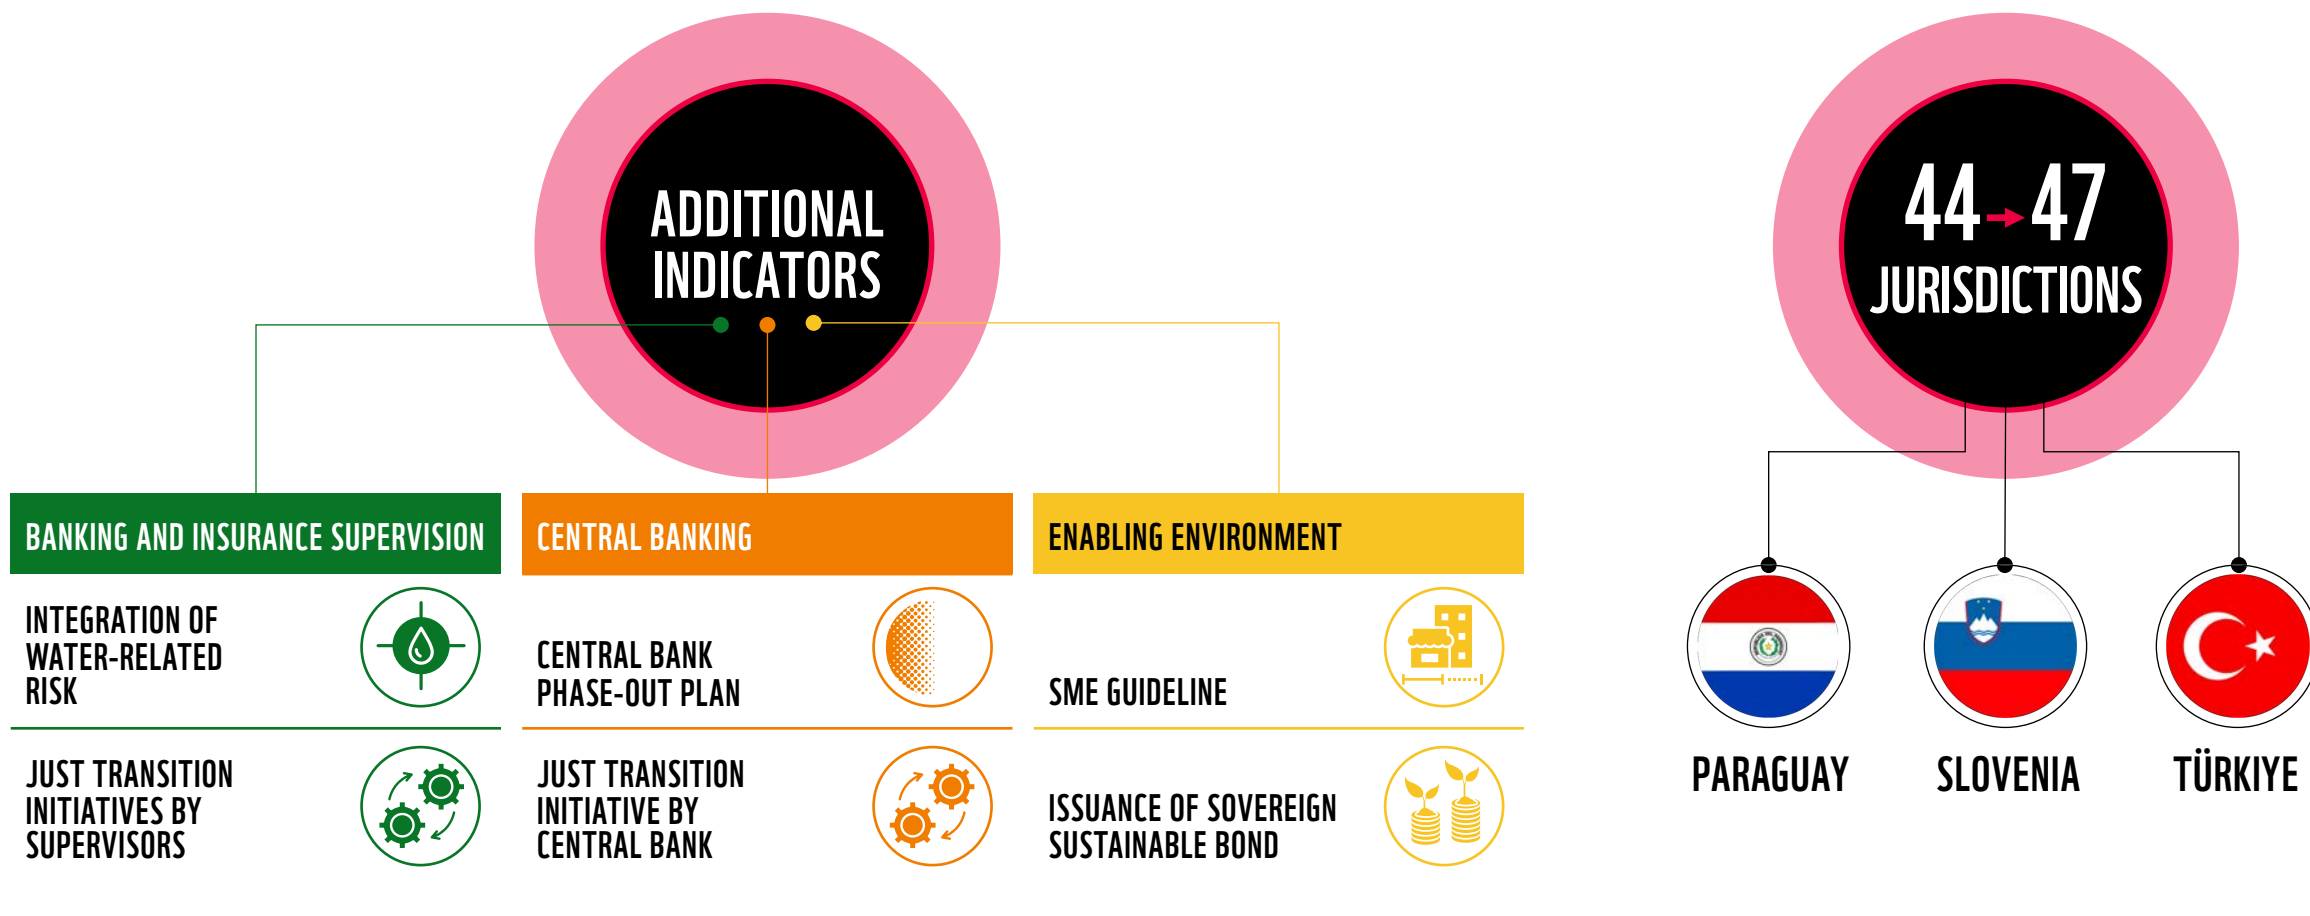 ADDITIONAL
INDICATORS
BANKING AND INSURANCE SUPERVISION
INTEGRATION OF
WATER-RELATED
RISK
JUST TRANSITION
INITIATIVES BY
SUPERVISORS
CENTRAL BANKING
CENTRAL BANK
PHASE-OUT PLAN
JUST TRANSITION
INITIATIVE BY
CENTRAL BANK
ENABLING ENVIRONMENT
SME GUIDELINE
ISSUANCE OF SOVEREIGN
SUSTAINABLE BOND
44→47
JURISDICTIONS
PARAGUAY
SLOVENIA
TÜRKIYE